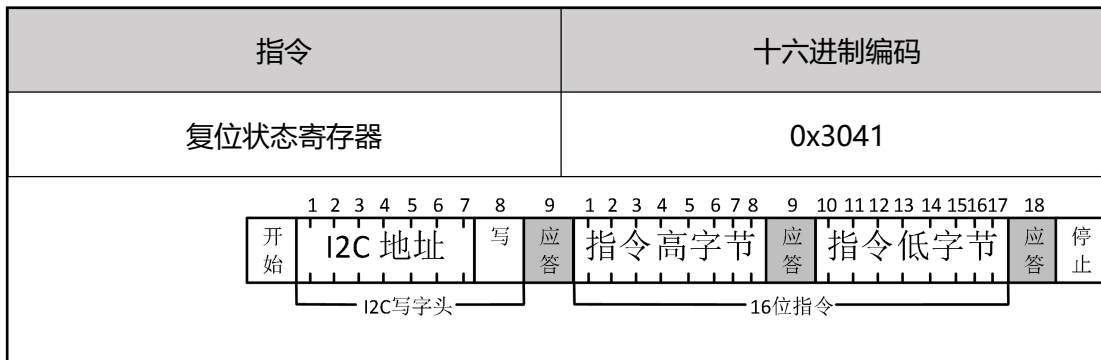 指令 十六进制编码
复位状态寄存器 0x3041
1 2 3 4 5 6 7 8 9 1 2 3 4 5 6 7 8 9 10 11 12 13 14 15 16 17 18
开始 I2C 地址 写 应答 指令高字节 应答 指令低字节 应答 停止
I2C写字头 16位指令